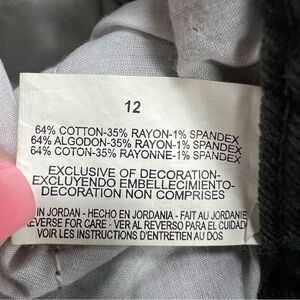 12
64% COTTON-35% RAYON-1% SPANDEX
64% ALGODON-35% RAYON-1% SPANDEX
64% COTON-35% RAYONNE-1% SPANDEX
EXCLUSIVE OF DECORATION-
EXCLUYENDO EMBELLECIMIENTO-
DECORATION NON COMPRISES
IN JORDAN - HECHO EN JORDANIA - FAIT AU JORDANIE
REVERSE FOR CARE - VER AL REVERSO PARA EL CUIDADO
VOIR LES INSTRUCTIONS D'ENTRETIEN AU DOS